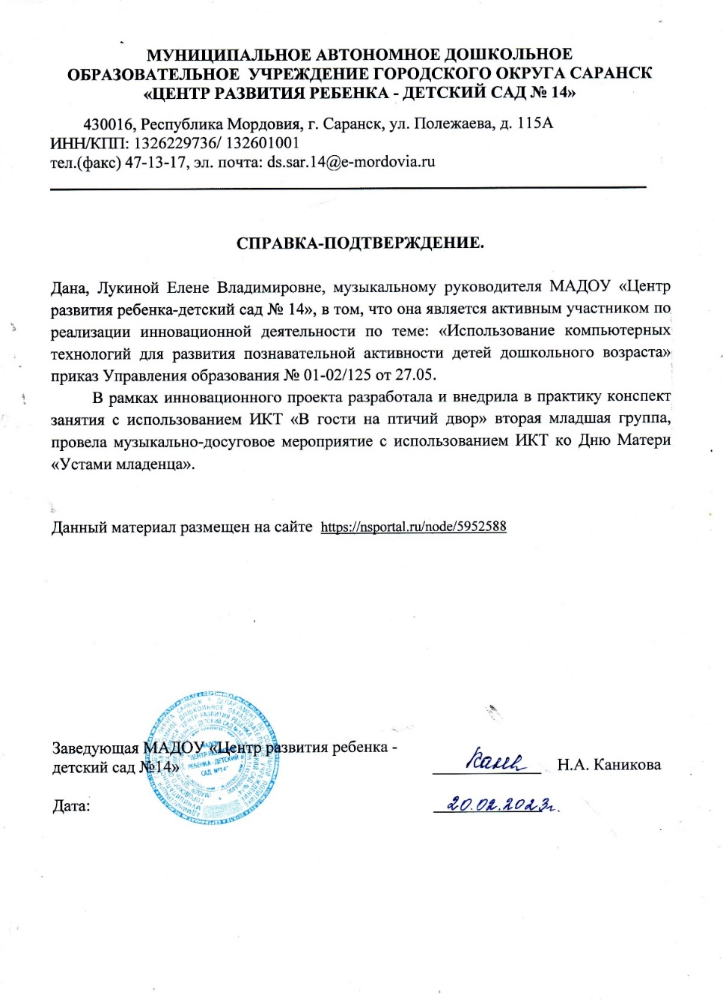 МУНИЦИПАЛЬНОЕ АВТОНОМНОЕ ДОШКОЛЬНОЕ
ОБРАЗОВАТЕЛЬНОЕ УЧРЕЖДЕНИЕ ГОРОДСКОГО ОКРУГА САРАНСК
«ЦЕНТР РАЗВИТИЯ РЕБЕНКА - ДЕТСКИЙ САД № 14»
430016, Республика Мордовия, г. Саранск, ул. Полежаева, д. 115А
ИНН/КПП: 1326229736/ 132601001
тел.(факс) 47-13-17, эл. почта: ds.sar.14@e-mordovia.ru
СПРАВКА-ПОДТВЕРЖДЕНИЕ.
Дана, Лукиной Елене Владимировне, музыкальному руководителя МАДОУ «Центр
развития ребенка-детский сад № 14», в том, что она является активным участником по
реализации инновационной деятельности по теме: «Использование компьютерных
технологий для развития познавательной активности детей дошкольного возраста»
приказ Управления образования № 01-02/125 от 27.05.
В рамках инновационного проекта разработала и внедрила в практику конспект
занятия с использованием ИКТ «В гости на птичий двор» вторая младшая группа,
провела музыкально-досуговое мероприятие с использованием ИКТ ко Дню Матери
«Устами младенца».
Данный материал размещен на сайте https://nsportal.ru/node/5952588
Заведующая МАДОУ «Центр развития ребенка -
детский сад №14» Н.А. Каникова
Дата: 20.02.2023г.
МАДОУ
"ЦЕНТР РАЗВИТИЯ
РЕБЕНКА - ДЕТСКИЙ
САД №14"